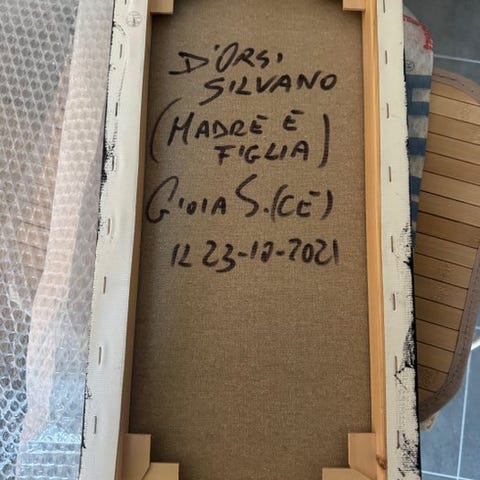 D'ORSI
SILVANO
(MADRE E
FIGLIA)
GIOIA S.(CE)
IL 23-12-2021